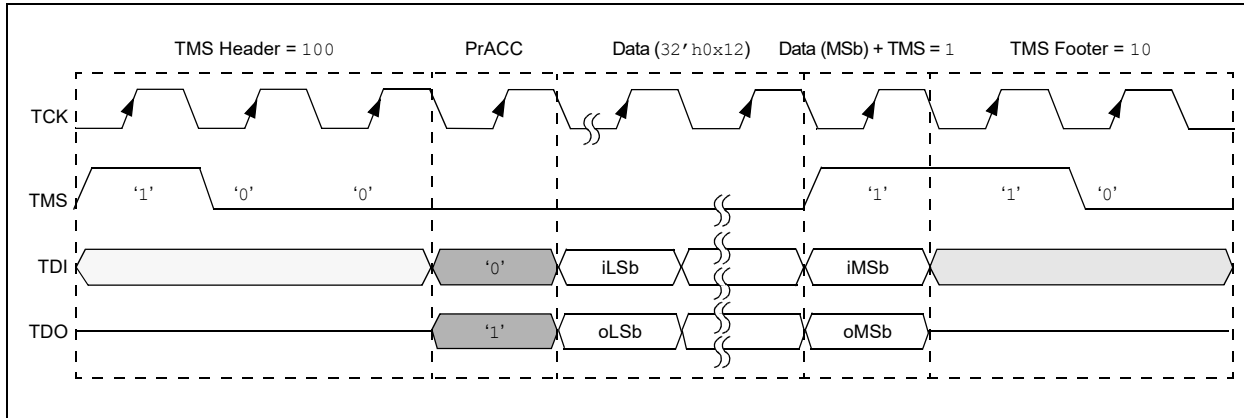 TMS Header = 100 PrACC Data (32’h0x12) Data (MSb) + TMS = 1 TMS Footer = 10
TCK
TMS ‘1’ ‘0’ ‘0’ ‘1’ ‘1’ ‘0’
TDI ‘0’ iLSb iMSb
TDO ‘1’ oLSb oMSb